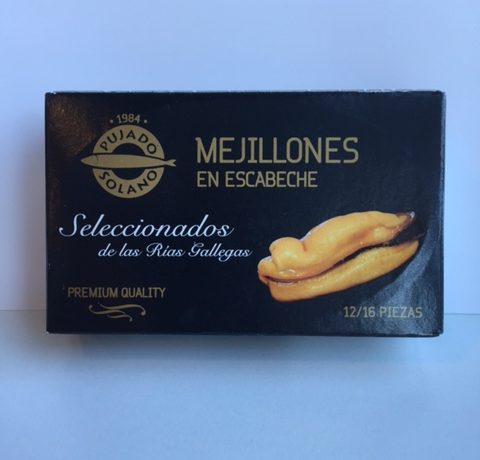 · 1984 ·
PUJADO
SOLANO
MEJILLONES
EN ESCABECHE
Seleccionados
de las Rías Gallegas
PREMIUM QUALITY
12/16 PIEZAS